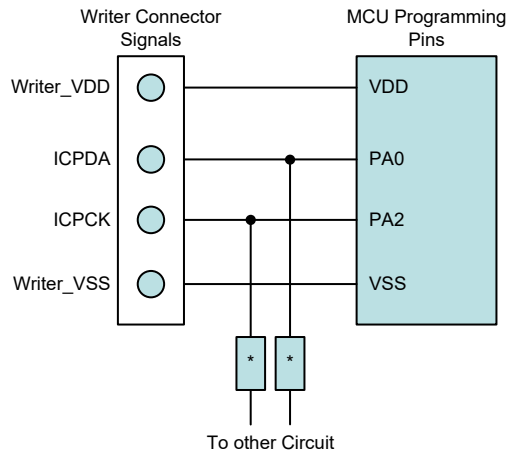 Writer Connector
Signals
MCU Programming
Pins
Writer_VDD
VDD
ICPDA
PA0
ICPCK
PA2
Writer_VSS
VSS
* *
To other Circuit